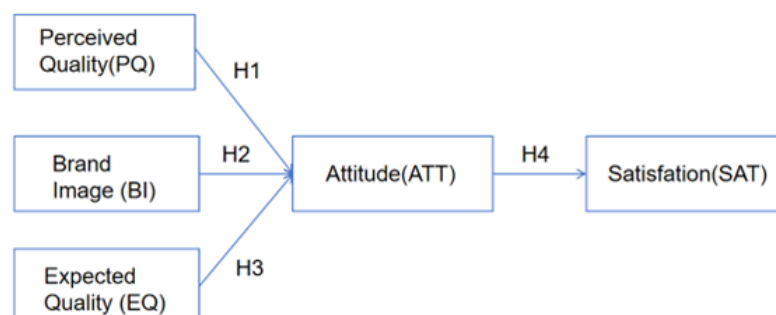 Perceived
Quality(PQ)
H1
Brand
Image (BI)
H2
Attitude(ATT)
H4
Satisfation(SAT)
H3
Expected
Quality (EQ)